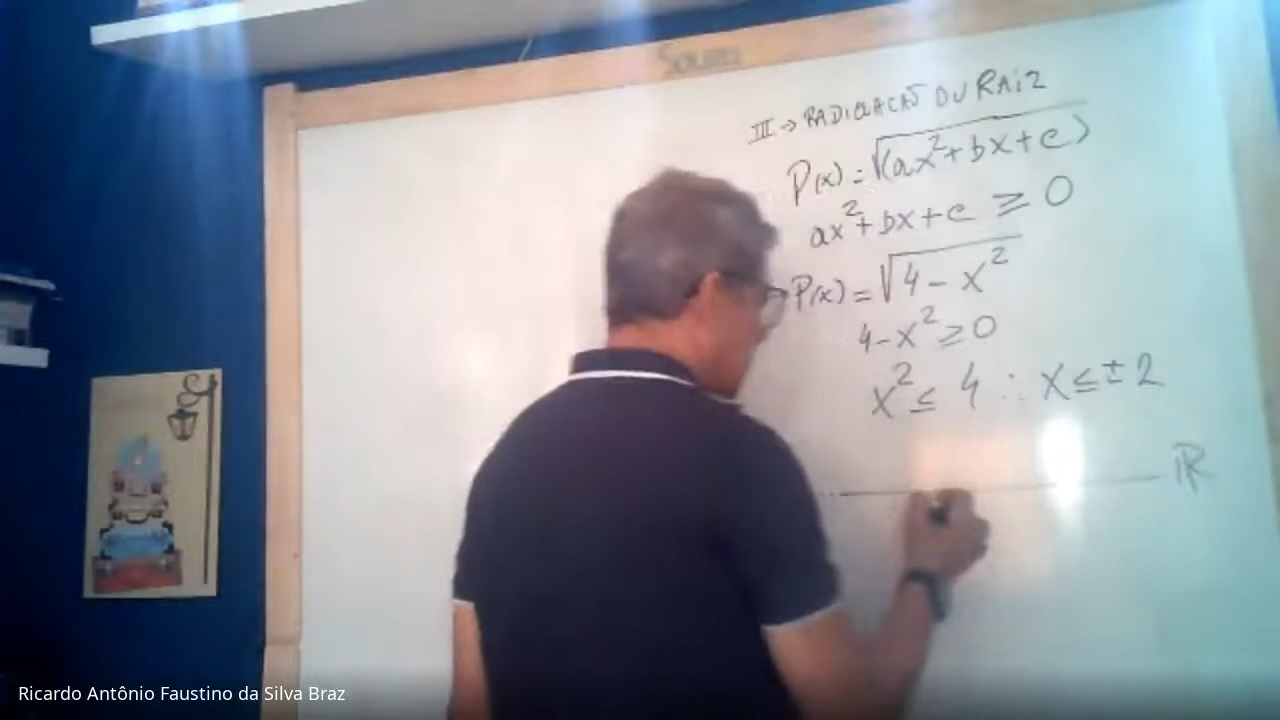 III → RADICIAÇÃO OU RAIZ
P(x) = √(ax²+bx+c)
ax²+bx+c ≥ 0
P(x) = √4-x²
4-x² ≥ 0
x² ≤ 4 ∴ x ≤ ±2
ℝ
Ricardo Antônio Faustino da Silva Braz